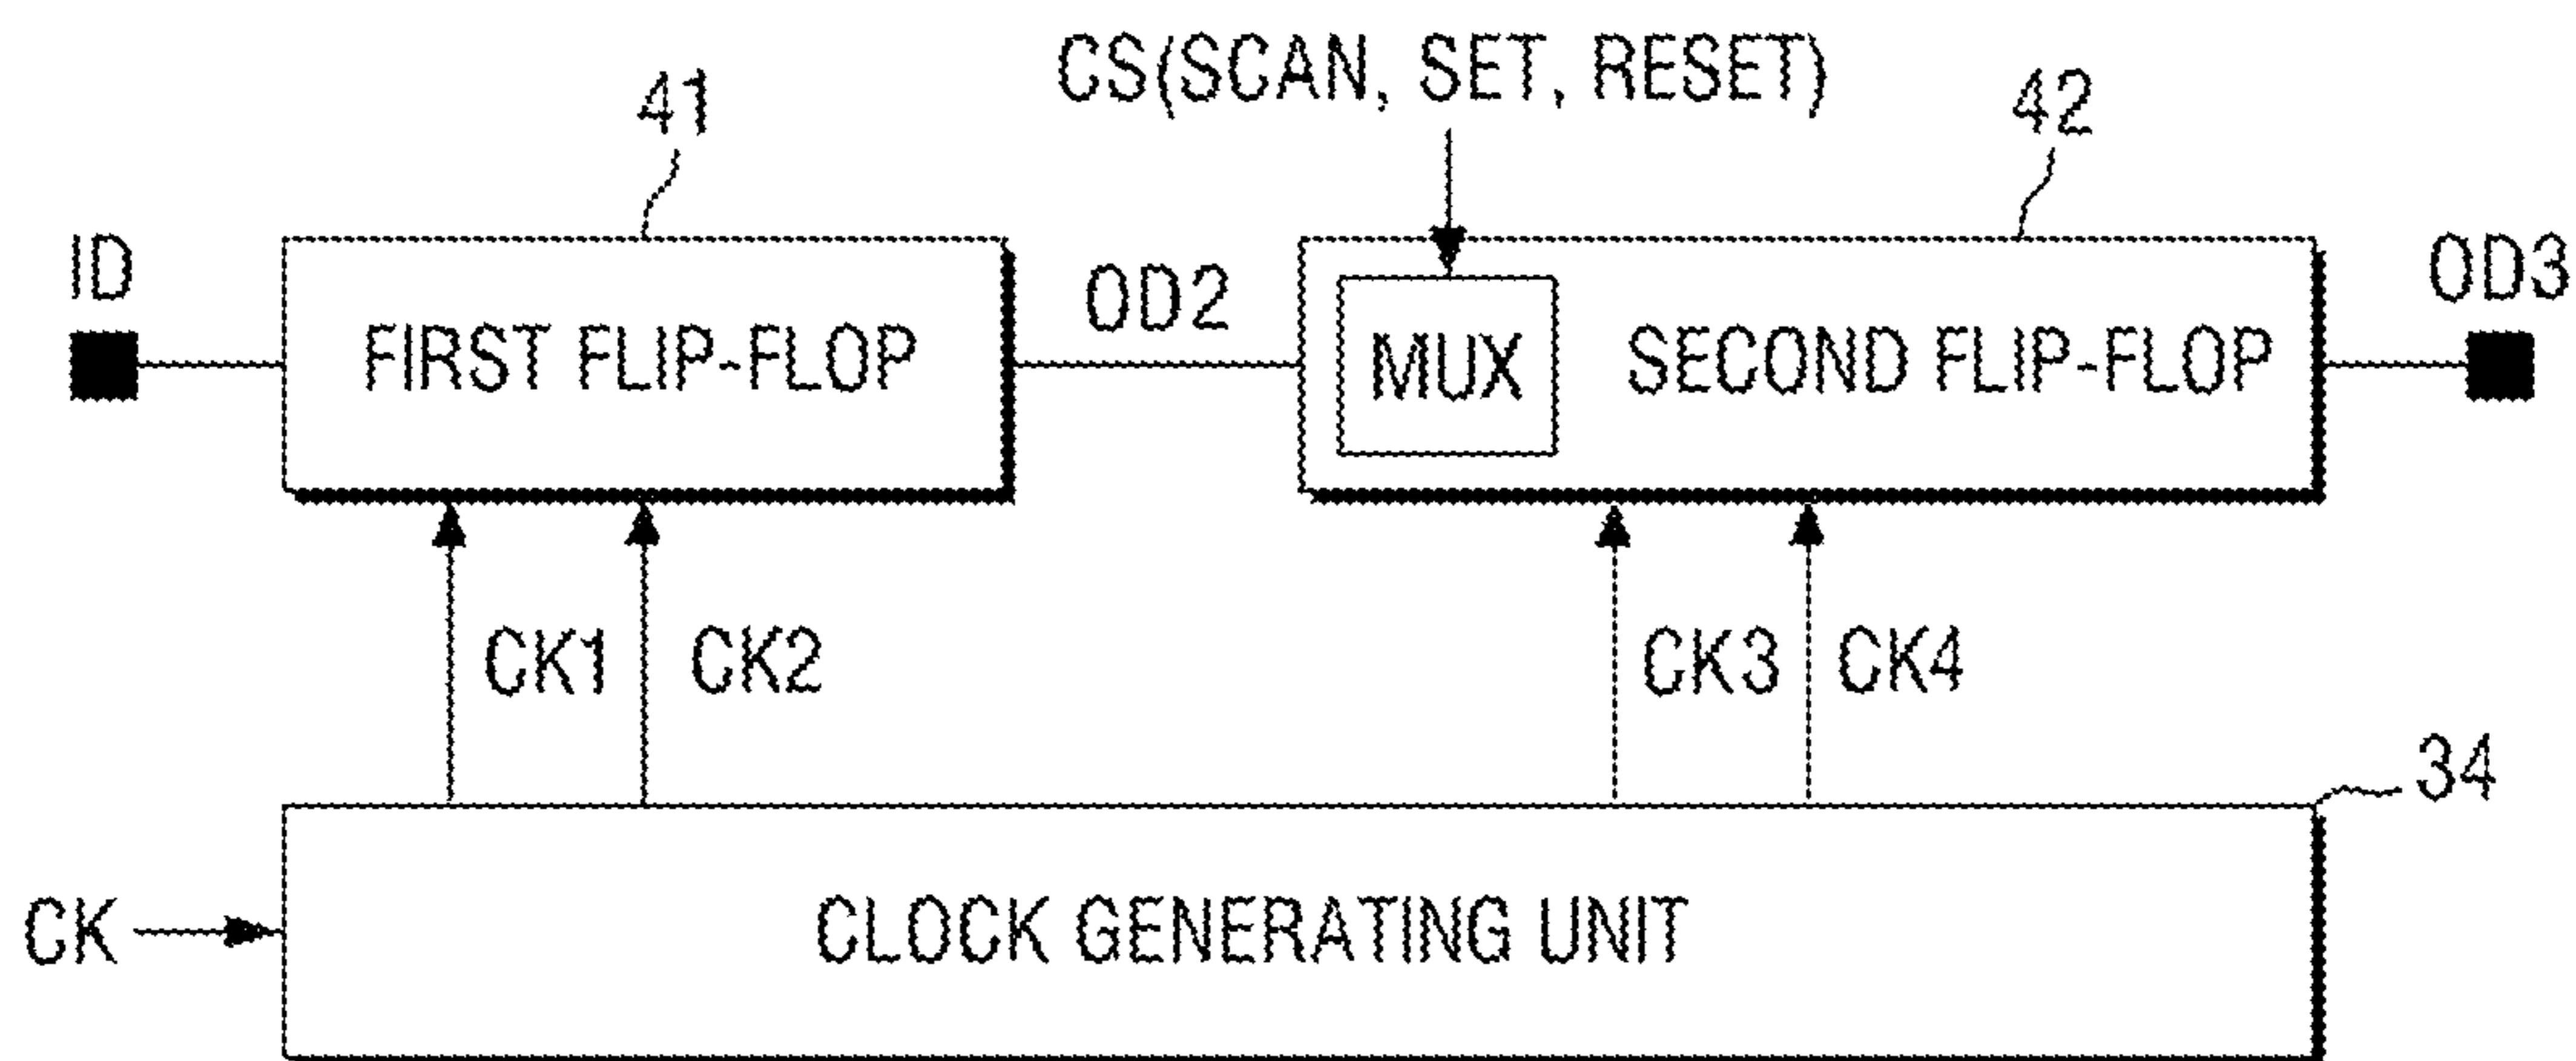 CS(SCAN, SET, RESET)
41
42
ID
OD2
OD3
FIRST FLIP-FLOP
MUX
SECOND FLIP-FLOP
CK1
CK2
CK3
CK4
34
CK
CLOCK GENERATING UNIT